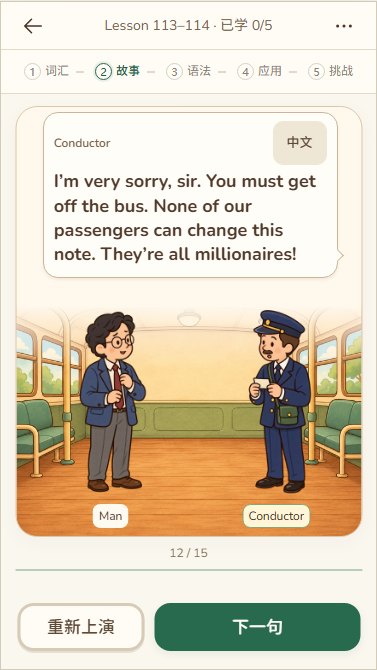 Lesson 113–114 · 已学 0/5
1 词汇 2 故事 3 语法 4 应用 5 挑战
Conductor
中文
I’m very sorry, sir. You must get
off the bus. None of our
passengers can change this
note. They’re all millionaires!
Man
Conductor
12 / 15
重新上演
下一句